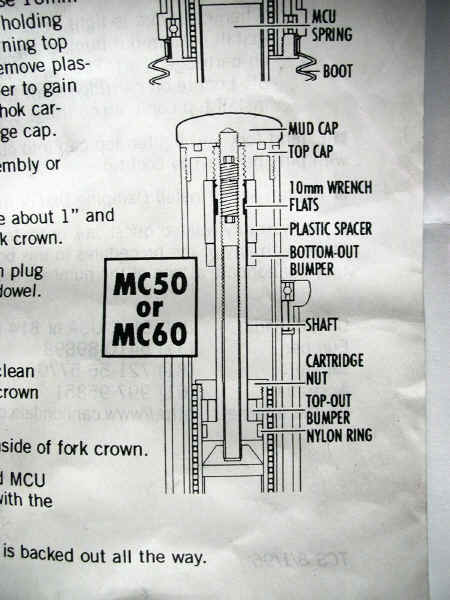 holding
rning top
emove plas-
er to gain
hok car-
ge cap.
embly or
e about 1" and
rk crown.
n plug
dowel.
clean
crown
nside of fork crown.
d MCU
with the
is backed out all the way.
MCU
SPRING
BOOT
MUD CAP
TOP CAP
10mm WRENCH
FLATS
PLASTIC SPACER
BOTTOM-OUT
BUMPER
MC50
or
MC60
SHAFT
CARTRIDGE
NUT
TOP-OUT
BUMPER
NYLON RING